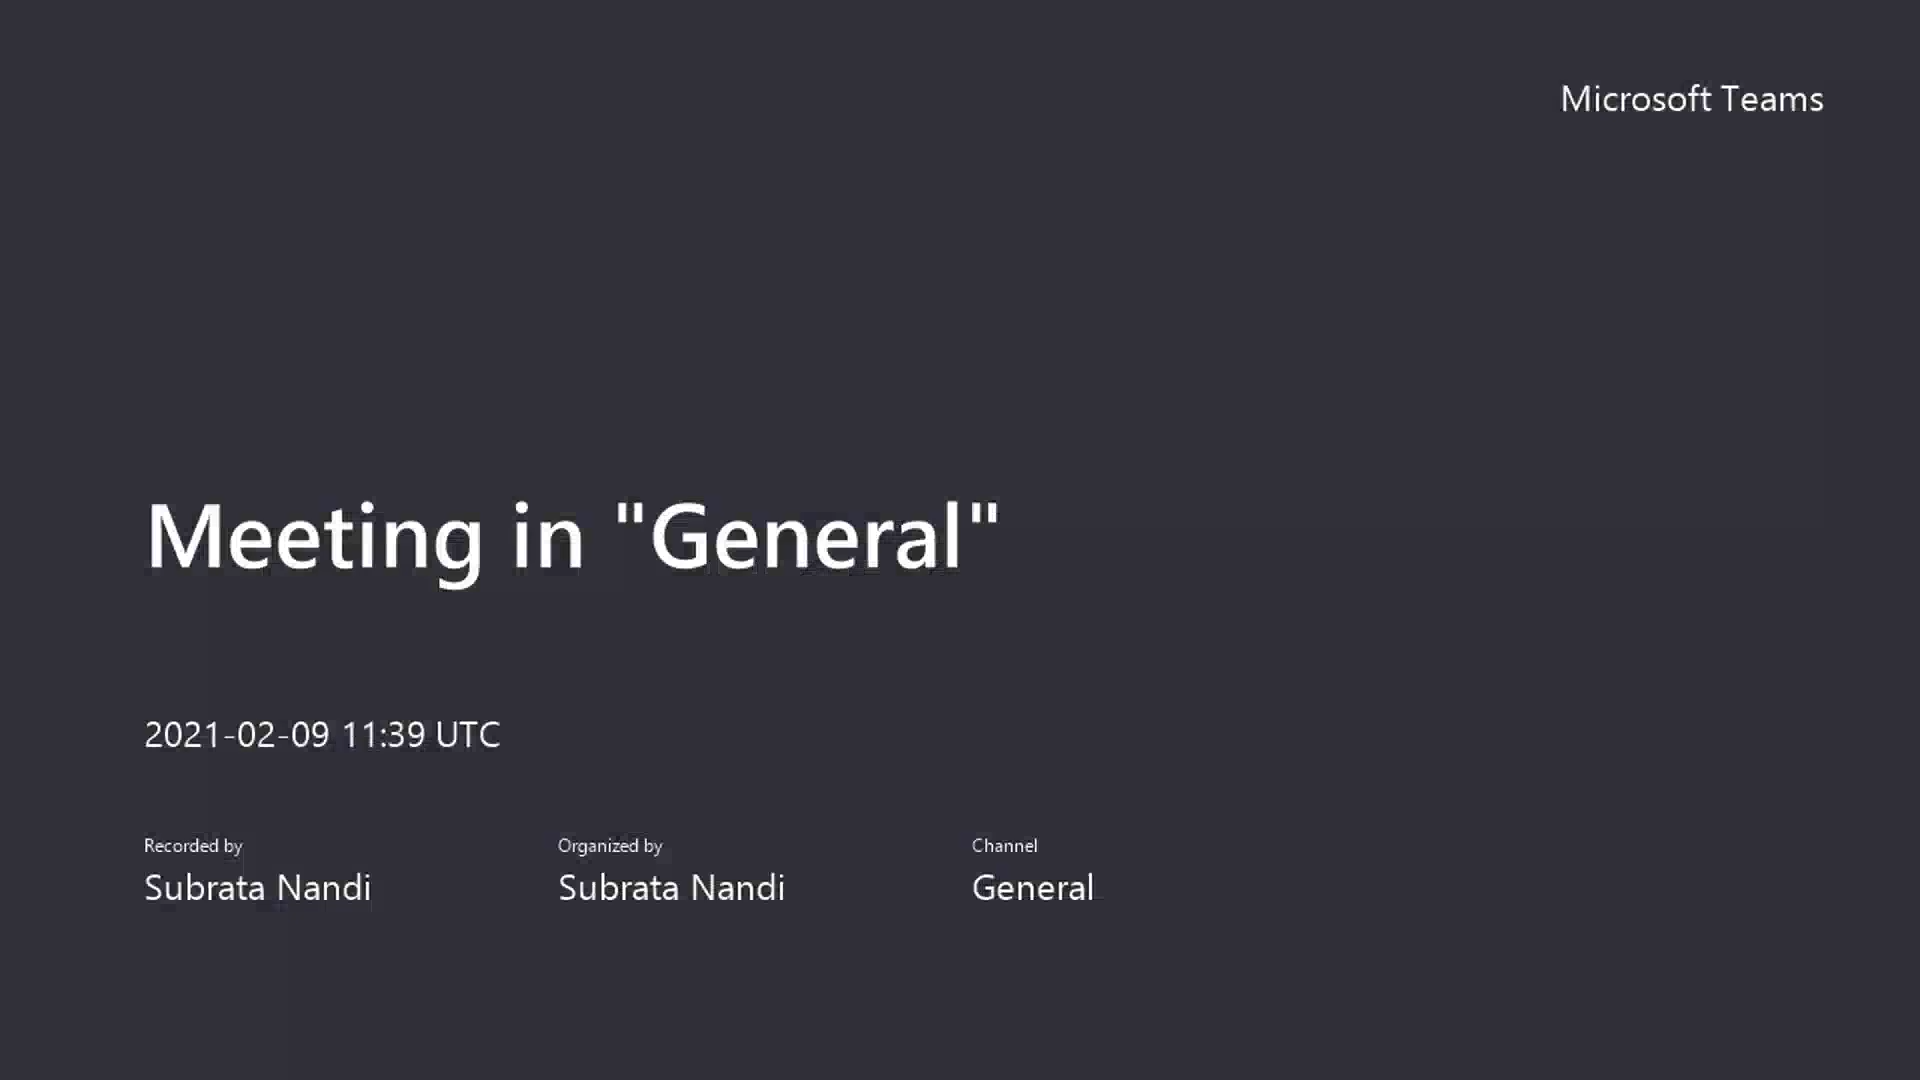 Microsoft Teams
Meeting in "General"
2021-02-09 11:39 UTC
Recorded by
Subrata Nandi
Organized by
Subrata Nandi
Channel
General